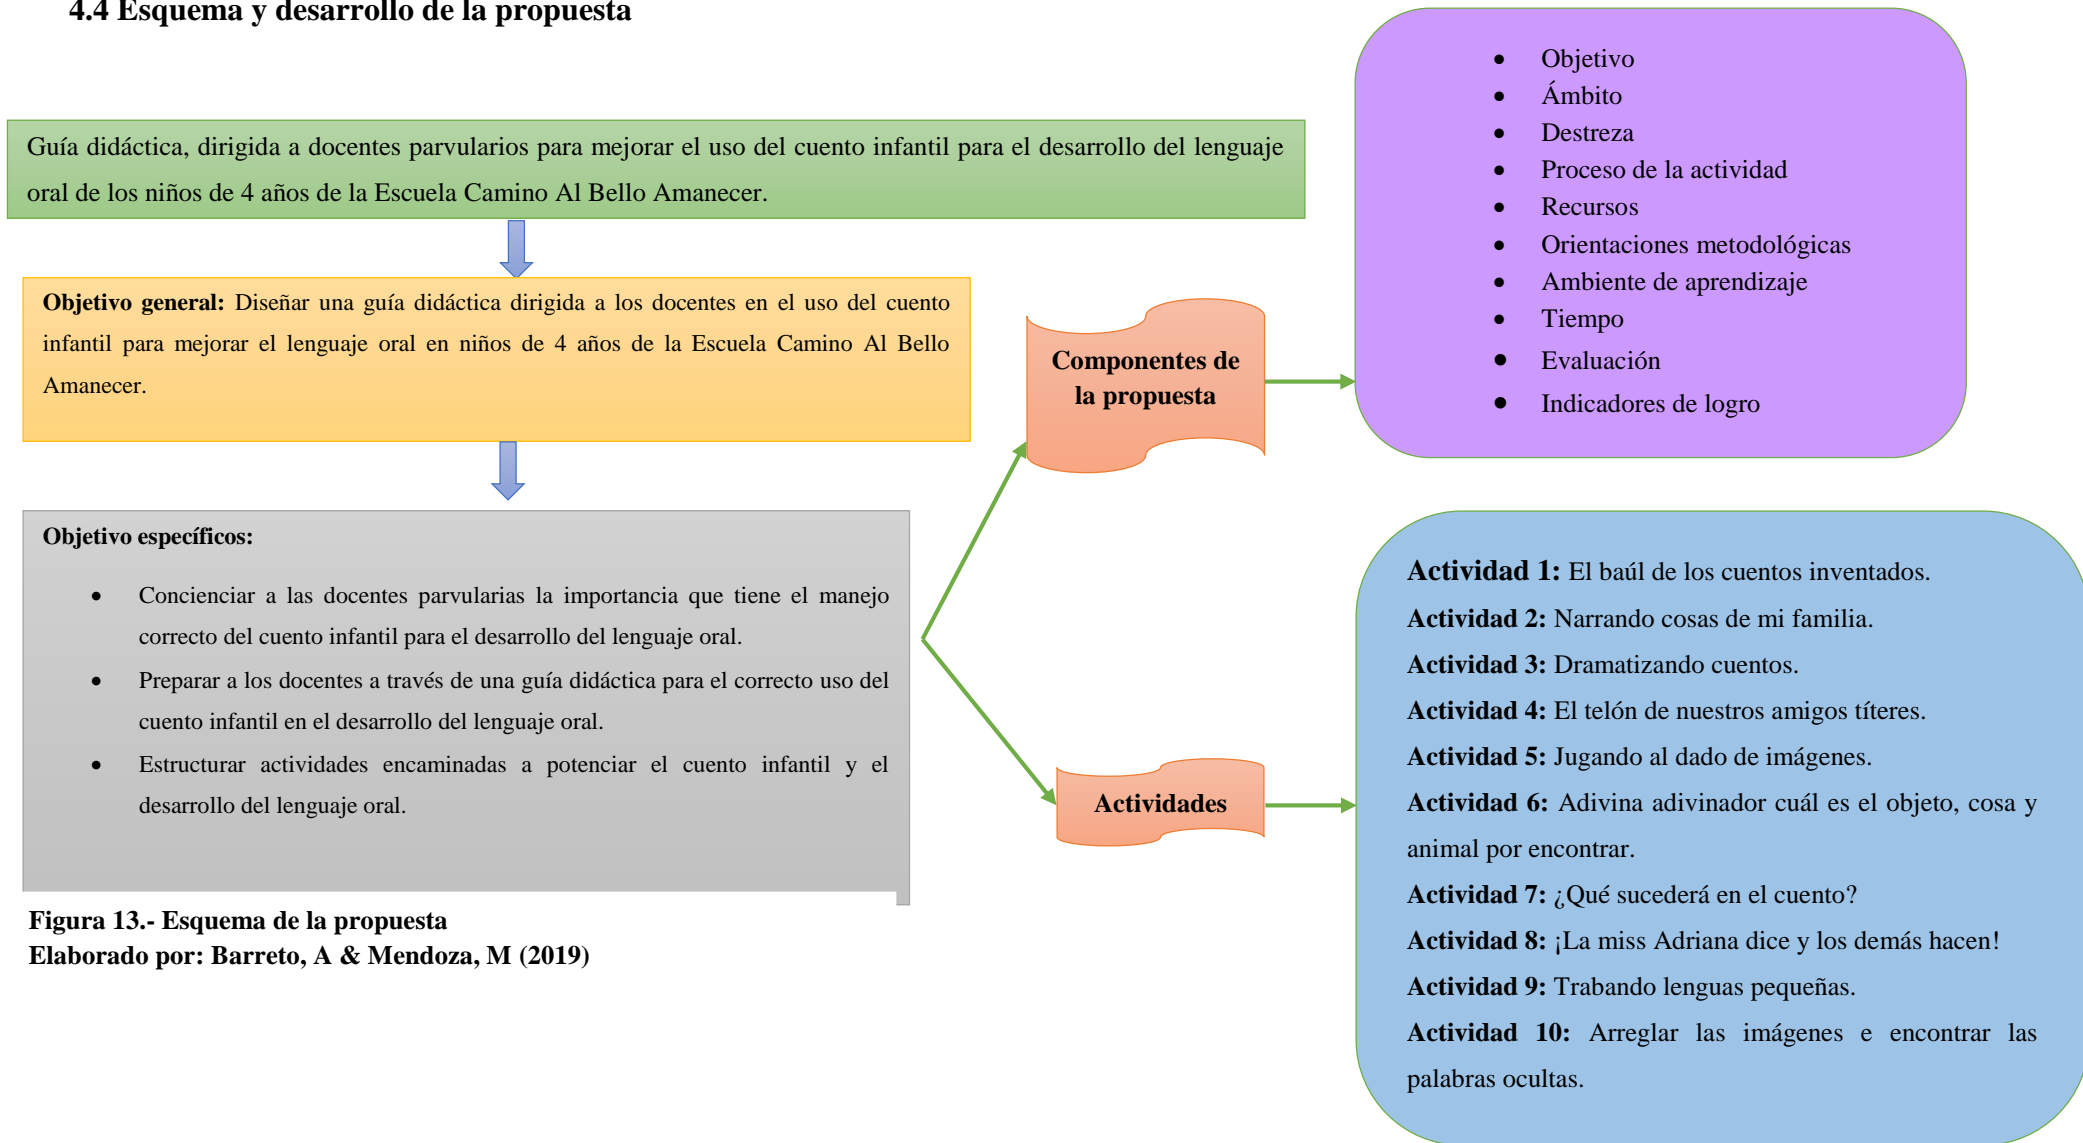 4.4 Esquema y desarrollo de la propuesta
Guía didáctica, dirigida a docentes parvularios para mejorar el uso del cuento infantil para el desarrollo del lenguaje
oral de los niños de 4 años de la Escuela Camino Al Bello Amanecer.
Objetivo general: Diseñar una guía didáctica dirigida a los docentes en el uso del cuento
infantil para mejorar el lenguaje oral en niños de 4 años de la Escuela Camino Al Bello
Amanecer.
Objetivo específicos:
• Concienciar a las docentes parvularias la importancia que tiene el manejo
correcto del cuento infantil para el desarrollo del lenguaje oral.
• Preparar a los docentes a través de una guía didáctica para el correcto uso del
cuento infantil en el desarrollo del lenguaje oral.
• Estructurar actividades encaminadas a potenciar el cuento infantil y el
desarrollo del lenguaje oral.
Componentes de
la propuesta
• Objetivo
• Ámbito
• Destreza
• Proceso de la actividad
• Recursos
• Orientaciones metodológicas
• Ambiente de aprendizaje
• Tiempo
• Evaluación
• Indicadores de logro
Actividades
Actividad 1: El baúl de los cuentos inventados.
Actividad 2: Narrando cosas de mi familia.
Actividad 3: Dramatizando cuentos.
Actividad 4: El telón de nuestros amigos títeres.
Actividad 5: Jugando al dado de imágenes.
Actividad 6: Adivina adivinador cuál es el objeto, cosa y
animal por encontrar.
Actividad 7: ¿Qué sucederá en el cuento?
Actividad 8: ¡La miss Adriana dice y los demás hacen!
Actividad 9: Trabando lenguas pequeñas.
Actividad 10: Arreglar las imágenes e encontrar las
palabras ocultas.
Figura 13.- Esquema de la propuesta
Elaborado por: Barreto, A & Mendoza, M (2019)